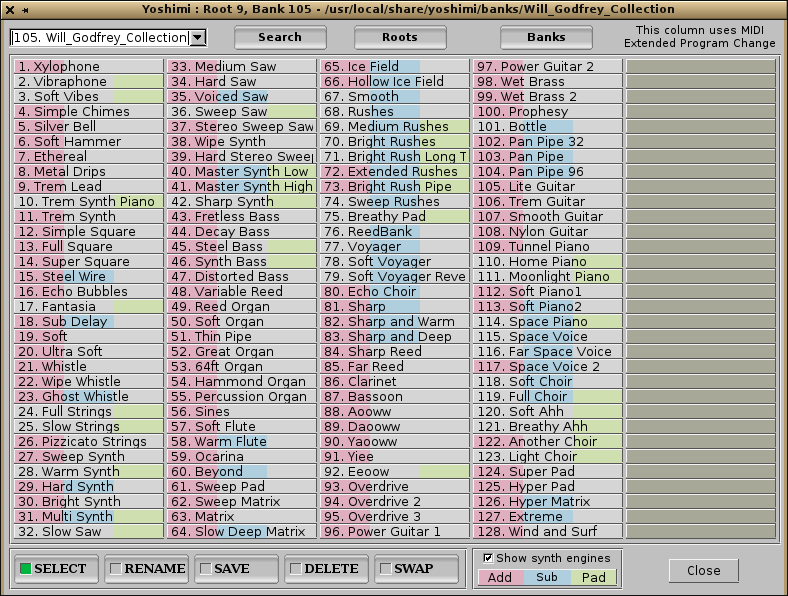 Yoshimi : Root 9, Bank 105 - /usr/local/share/yoshimi/banks/Will_Godfrey_Collection
105. Will_Godfrey_Collection
Search
Roots
Banks
This column uses MIDI
Extended Program Change
1. Xylophone
2. Vibraphone
3. Soft Vibes
4. Simple Chimes
5. Silver Bell
6. Soft Hammer
7. Ethereal
8. Metal Drips
9. Trem Lead
10. Trem Synth Piano
11. Trem Synth
12. Simple Square
13. Full Square
14. Super Square
15. Steel Wire
16. Echo Bubbles
17. Fantasia
18. Sub Delay
19. Soft
20. Ultra Soft
21. Whistle
22. Wipe Whistle
23. Ghost Whistle
24. Full Strings
25. Slow Strings
26. Pizzicato Strings
27. Sweep Synth
28. Warm Synth
29. Hard Synth
30. Bright Synth
31. Multi Synth
32. Slow Saw
33. Medium Saw
34. Hard Saw
35. Voiced Saw
36. Sweep Saw
37. Stereo Sweep Saw
38. Wipe Synth
39. Hard Stereo Sweep
40. Master Synth Low
41. Master Synth High
42. Sharp Synth
43. Fretless Bass
44. Decay Bass
45. Steel Bass
46. Synth Bass
47. Distorted Bass
48. Variable Reed
49. Reed Organ
50. Soft Organ
51. Thin Pipe
52. Great Organ
53. 64ft Organ
54. Hammond Organ
55. Percussion Organ
56. Sines
57. Soft Flute
58. Warm Flute
59. Ocarina
60. Beyond
61. Sweep Pad
62. Sweep Matrix
63. Matrix
64. Slow Deep Matrix
65. Ice Field
66. Hollow Ice Field
67. Smooth
68. Rushes
69. Medium Rushes
70. Bright Rushes
71. Bright Rush Long T
72. Extended Rushes
73. Bright Rush Pipe
74. Sweep Rushes
75. Breathy Pad
76. ReedBank
77. Voyager
78. Soft Voyager
79. Soft Voyager Reve
80. Echo Choir
81. Sharp
82. Sharp and Warm
83. Sharp and Deep
84. Sharp Reed
85. Far Reed
86. Clarinet
87. Bassoon
88. Aooww
89. Daooww
90. Yaooww
91. Yiee
92. Eeoow
93. Overdrive
94. Overdrive 2
95. Overdrive 3
96. Power Guitar 1
97. Power Guitar 2
98. Wet Brass
99. Wet Brass 2
100. Prophesy
101. Bottle
102. Pan Pipe 32
103. Pan Pipe
104. Pan Pipe 96
105. Lite Guitar
106. Trem Guitar
107. Smooth Guitar
108. Nylon Guitar
109. Tunnel Piano
110. Home Piano
111. Moonlight Piano
112. Soft Piano1
113. Soft Piano2
114. Space Piano
115. Space Voice
116. Far Space Voice
117. Space Voice 2
118. Soft Choir
119. Full Choir
120. Soft Ahh
121. Breathy Ahh
122. Another Choir
123. Light Choir
124. Super Pad
125. Hyper Pad
126. Hyper Matrix
127. Extreme
128. Wind and Surf
SELECT
RENAME
SAVE
DELETE
SWAP
Show synth engines
Add
Sub
Pad
Close